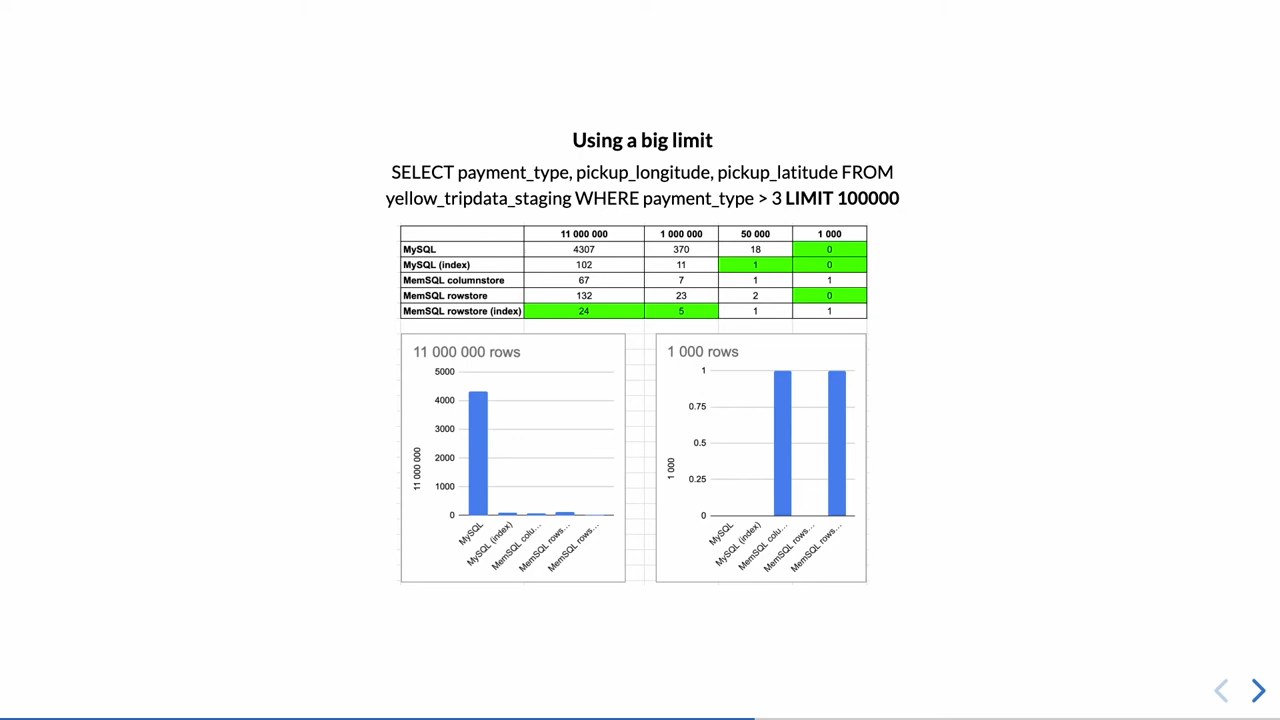 Using a big limit
SELECT payment_type, pickup_longitude, pickup_latitude FROM
yellow_tripdata_staging WHERE payment_type > 3 LIMIT 100000
11 000 000 1 000 000 50 000 1 000
MySQL 4307 370 18 0
MySQL (index) 102 11 1 0
MemSQL columnstore 67 7 1 1
MemSQL rowstore 132 23 2 0
MemSQL rowstore (index) 24 5 1 1
11 000 000 rows
5000
4000
3000
2000
1000
0
11 000 000
MySQL
MySQL (index)
MemSQL colu...
MemSQL rows...
MemSQL rows...
1 000 rows
1
0.75
0.5
0.25
0
1 000
MySQL
MySQL (index)
MemSQL colu...
MemSQL rows...
MemSQL rows...